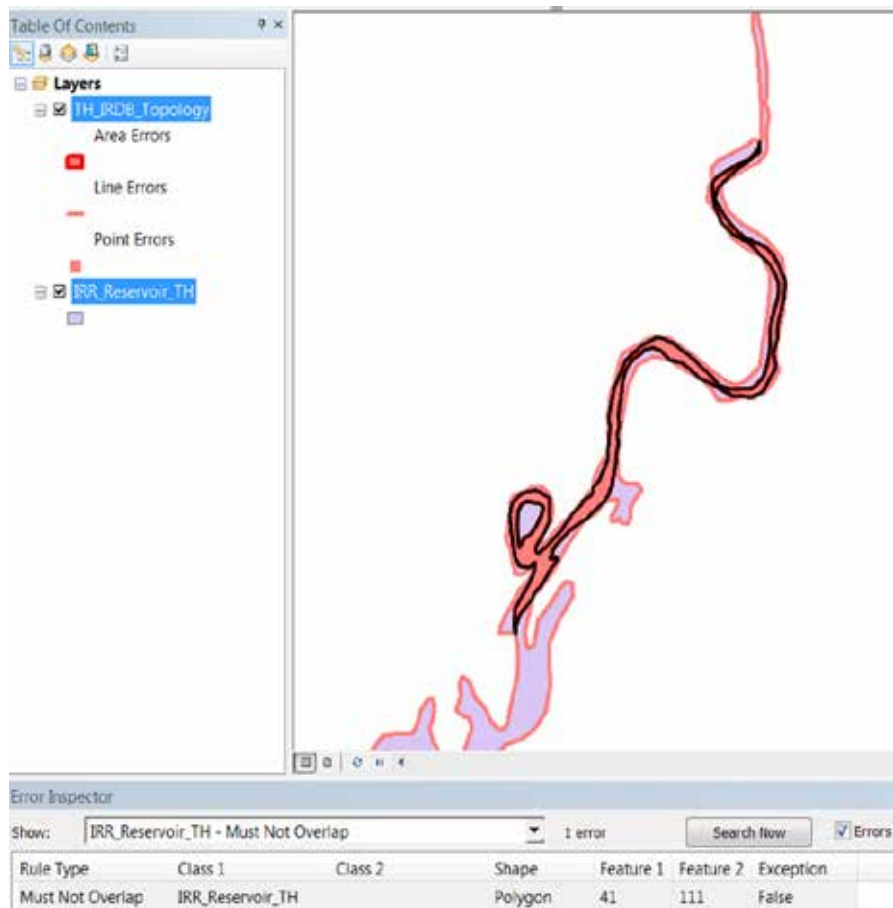 Table Of Contents
Layers
TH_IRDB_Topology
Area Errors
Line Errors
Point Errors
IRR_Reservoir_TH
Error Inspector
Show: IRR_Reservoir_TH - Must Not Overlap 1 error Search Now Errors
Rule Type Class 1 Class 2 Shape Feature 1 Feature 2 Exception
Must Not Overlap IRR_Reservoir_TH Polygon 41 111 False